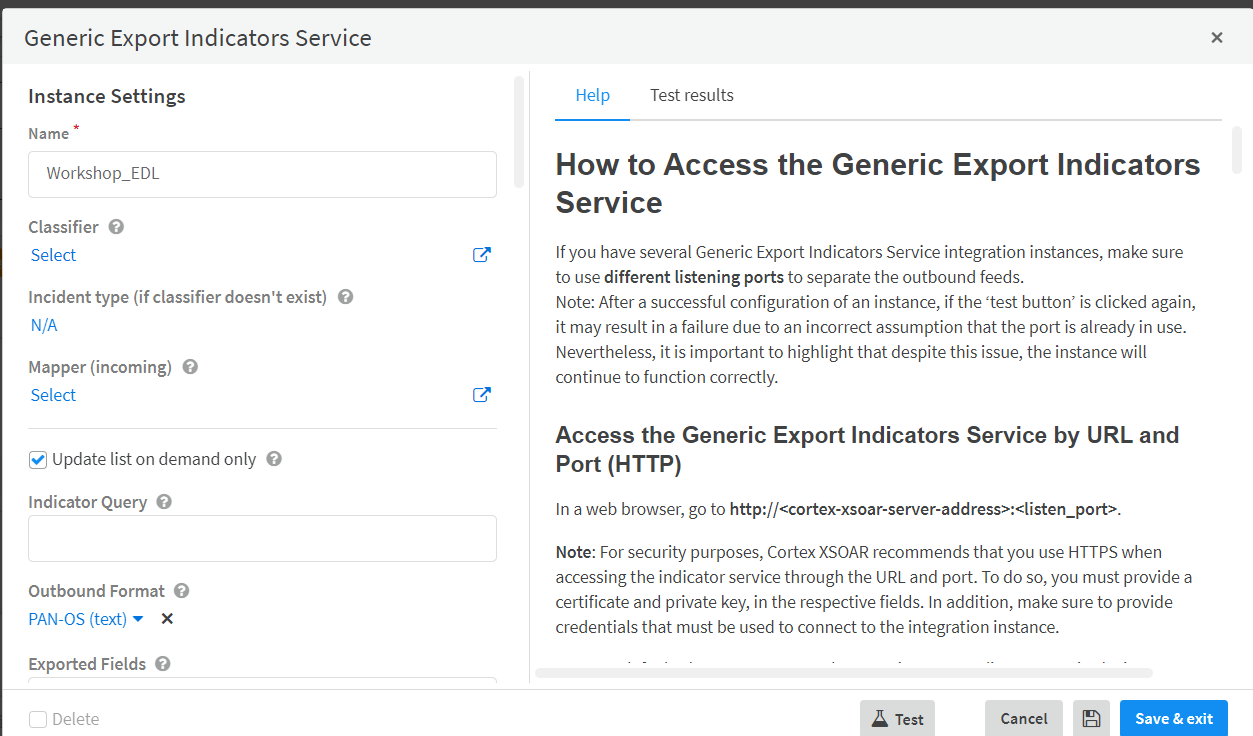 Generic Export Indicators Service
Instance Settings
Name *
Workshop_EDL
Classifier
Select
Incident type (if classifier doesn't exist)
N/A
Mapper (incoming)
Select
Update list on demand only
Indicator Query
Outbound Format
PAN-OS (text)
Exported Fields
Delete
Help
Test results
How to Access the Generic Export Indicators
Service
If you have several Generic Export Indicators Service integration instances, make sure
to use different listening ports to separate the outbound feeds.
Note: After a successful configuration of an instance, if the ‘test button’ is clicked again,
it may result in a failure due to an incorrect assumption that the port is already in use.
Nevertheless, it is important to highlight that despite this issue, the instance will
continue to function correctly.
Access the Generic Export Indicators Service by URL and
Port (HTTP)
In a web browser, go to http://<cortex-xsoar-server-address>:<listen_port>.
Note: For security purposes, Cortex XSOAR recommends that you use HTTPS when
accessing the indicator service through the URL and port. To do so, you must provide a
certificate and private key, in the respective fields. In addition, make sure to provide
credentials that must be used to connect to the integration instance.
Test
Cancel
Save & exit